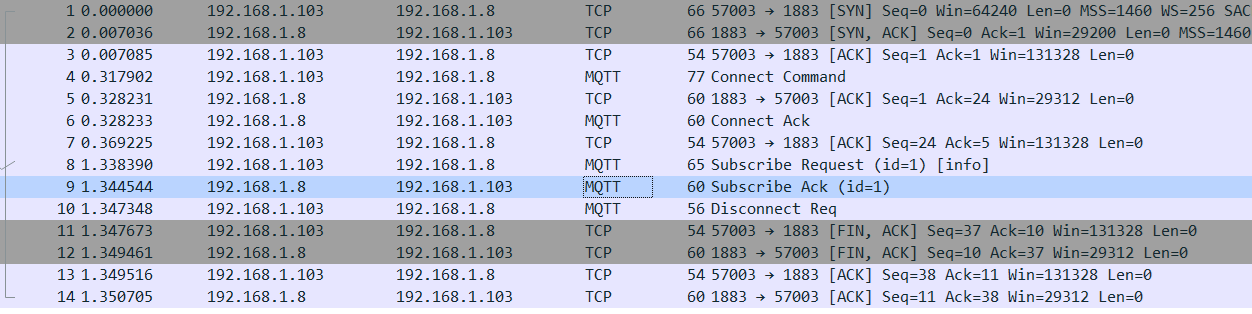 1 0.000000 192.168.1.103 192.168.1.8 TCP 66 57003 → 1883 [SYN] Seq=0 Win=64240 Len=0 MSS=1460 WS=256 SAC
2 0.007036 192.168.1.8 192.168.1.103 TCP 66 1883 → 57003 [SYN, ACK] Seq=0 Ack=1 Win=29200 Len=0 MSS=1460
3 0.007085 192.168.1.103 192.168.1.8 TCP 54 57003 → 1883 [ACK] Seq=1 Ack=1 Win=131328 Len=0
4 0.317902 192.168.1.103 192.168.1.8 MQTT 77 Connect Command
5 0.328231 192.168.1.8 192.168.1.103 TCP 60 1883 → 57003 [ACK] Seq=1 Ack=24 Win=29312 Len=0
6 0.328233 192.168.1.8 192.168.1.103 MQTT 60 Connect Ack
7 0.369225 192.168.1.103 192.168.1.8 TCP 54 57003 → 1883 [ACK] Seq=24 Ack=5 Win=131328 Len=0
8 1.338390 192.168.1.103 192.168.1.8 MQTT 65 Subscribe Request (id=1) [info]
9 1.344544 192.168.1.8 192.168.1.103 MQTT 60 Subscribe Ack (id=1)
10 1.347348 192.168.1.103 192.168.1.8 MQTT 56 Disconnect Req
11 1.347673 192.168.1.103 192.168.1.8 TCP 54 57003 → 1883 [FIN, ACK] Seq=37 Ack=10 Win=131328 Len=0
12 1.349461 192.168.1.8 192.168.1.103 TCP 60 1883 → 57003 [FIN, ACK] Seq=10 Ack=37 Win=29312 Len=0
13 1.349516 192.168.1.103 192.168.1.8 TCP 54 57003 → 1883 [ACK] Seq=38 Ack=11 Win=131328 Len=0
14 1.350705 192.168.1.8 192.168.1.103 TCP 60 1883 → 57003 [ACK] Seq=11 Ack=38 Win=29312 Len=0